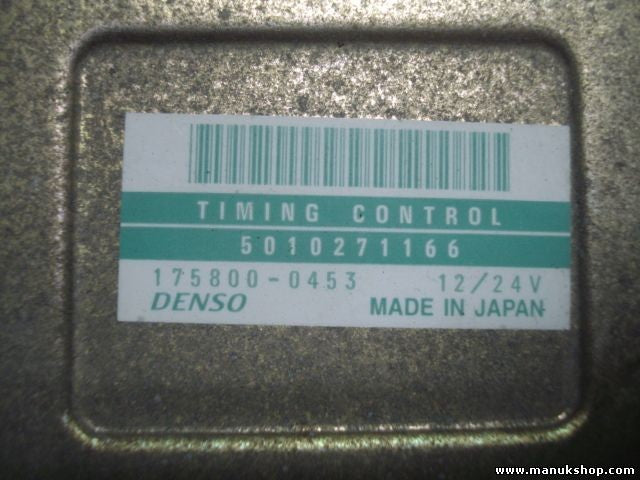 TIMING CONTROL
5010271166
175800-0453 12/24V
DENSO MADE IN JAPAN
www.manukshop.com